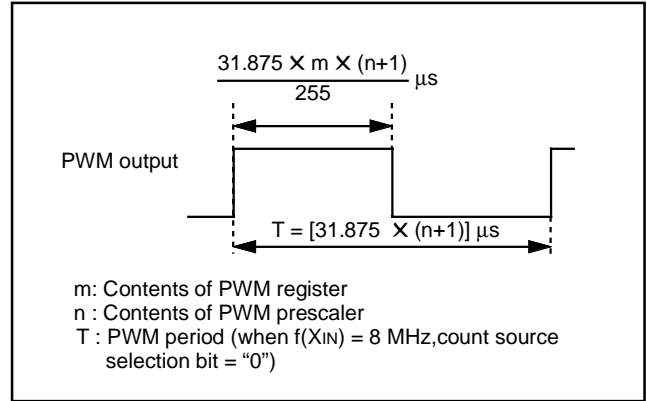 31.875 × m × (n+1)
255
μs
PWM output
T = [31.875 × (n+1)] μs
m: Contents of PWM register
n : Contents of PWM prescaler
T : PWM period (when f(XIN) = 8 MHz,count source
selection bit = “0”)